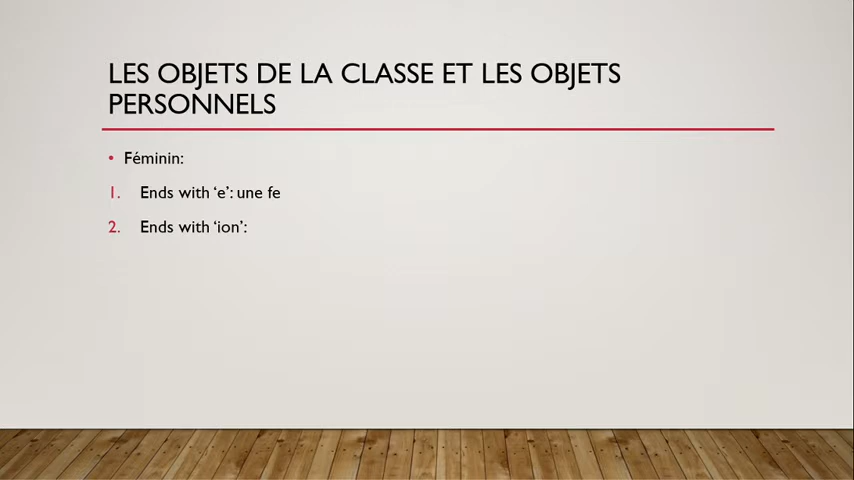 LES OBJETS DE LA CLASSE ET LES OBJETS
PERSONNELS
• Féminin:
1. Ends with ‘e’: une fe
2. Ends with ‘ion’: